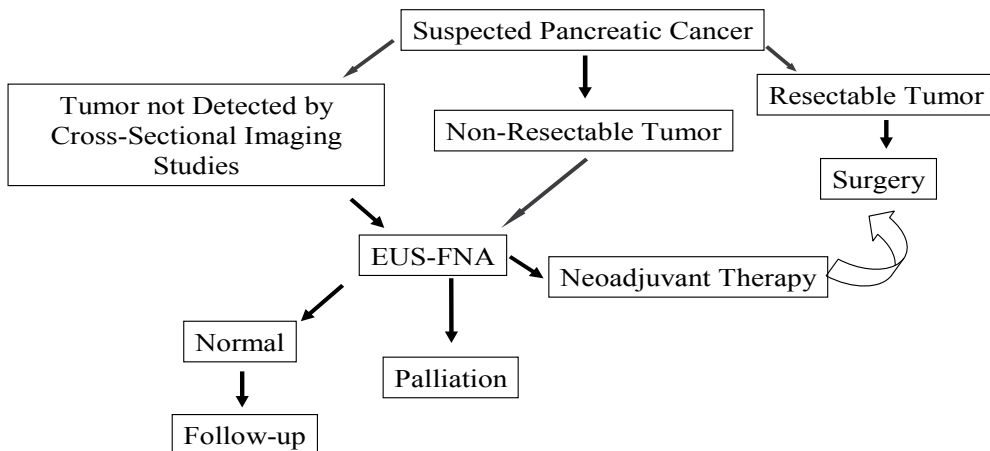 Suspected Pancreatic Cancer
Tumor not Detected by
Cross-Sectional Imaging
Studies
Non-Resectable Tumor
Resectable Tumor
Surgery
EUS-FNA
Neoadjuvant Therapy
Normal
Palliation
Follow-up